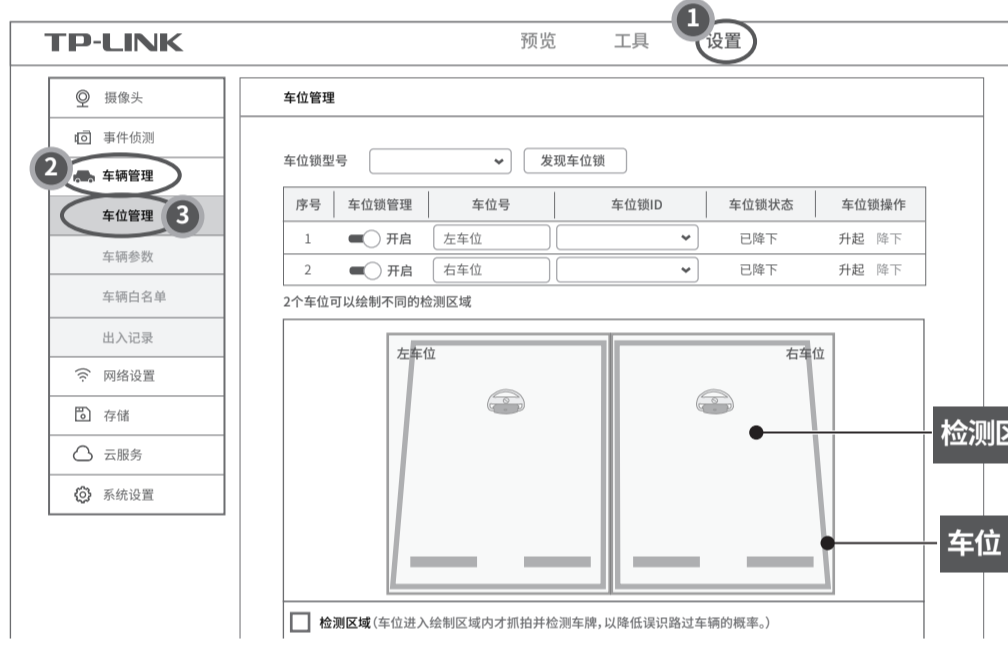 1
TP-LINK 预览 工具 设置
摄像头
事件侦测
2 车辆管理
车位管理 3
车辆参数
车辆白名单
出入记录
网络设置
存储
云服务
系统设置
车位管理
车位锁型号 发现车位锁
序号 车位锁管理 车位号 车位锁ID 车位锁状态 车位锁操作
1 开启 左车位 已降下 升起 降下
2 开启 右车位 已降下 升起 降下
2个车位可以绘制不同的检测区域
左车位 右车位
检测区
车位
检测区域(车位进入绘制区域内才抓拍并检测车牌,以降低误识路过车辆的概率。)